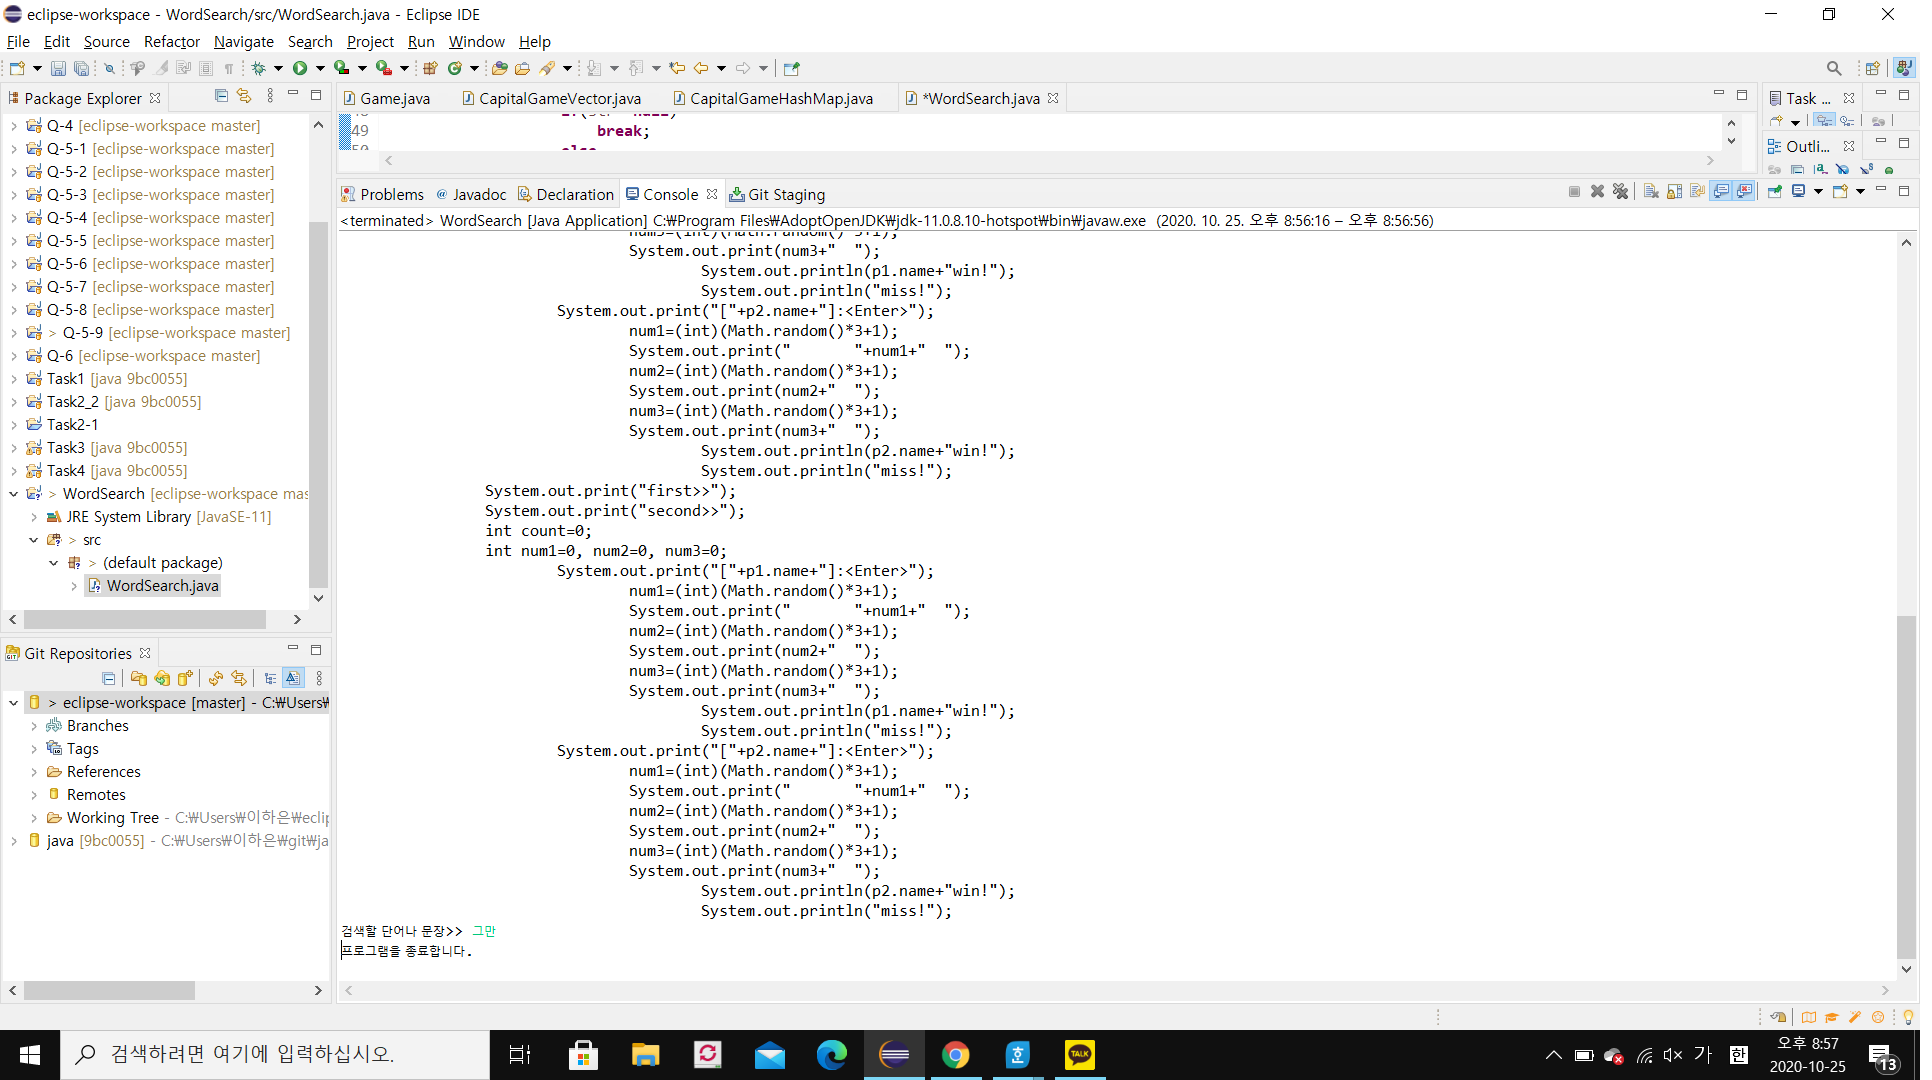 eclipse-workspace - WordSearch/src/WordSearch.java - Eclipse IDE
File Edit Source Refactor Navigate Search Project Run Window Help
Package Explorer
Game.java CapitalGameVector.java CapitalGameHashMap.java *WordSearch.java
Task ...
Q-4 [eclipse-workspace master]
Q-5-1 [eclipse-workspace master]
Q-5-2 [eclipse-workspace master]
Q-5-3 [eclipse-workspace master]
Q-5-4 [eclipse-workspace master]
Q-5-5 [eclipse-workspace master]
Q-5-6 [eclipse-workspace master]
Q-5-7 [eclipse-workspace master]
Q-5-8 [eclipse-workspace master]
> Q-5-9 [eclipse-workspace master]
Q-6 [eclipse-workspace master]
Task1 [java 9bc0055]
Task2_2 [java 9bc0055]
Task2-1
Task3 [java 9bc0055]
Task4 [java 9bc0055]
> WordSearch [eclipse-workspace mas
JRE System Library [JavaSE-11]
> src
> (default package)
WordSearch.java
49 break;
Outli...
Problems Javadoc Declaration Console Git Staging
<terminated> WordSearch [Java Application] C:₩Program Files₩AdoptOpenJDK₩jdk-11.0.8.10-hotspot₩bin₩javaw.exe (2020. 10. 25. 오후 8:56:16 – 오후 8:56:56)
num3=(int)(Math.random()*3+1);
System.out.print(num3+"  ");
System.out.println(p1.name+"win!");
System.out.println("miss!");
System.out.print("["+p2.name+"]:<Enter>");
num1=(int)(Math.random()*3+1);
System.out.print("       "+num1+"  ");
num2=(int)(Math.random()*3+1);
System.out.print(num2+"  ");
num3=(int)(Math.random()*3+1);
System.out.print(num3+"  ");
System.out.println(p2.name+"win!");
System.out.println("miss!");
System.out.print("first>>");
System.out.print("second>>");
int count=0;
int num1=0, num2=0, num3=0;
System.out.print("["+p1.name+"]:<Enter>");
num1=(int)(Math.random()*3+1);
System.out.print("       "+num1+"  ");
num2=(int)(Math.random()*3+1);
System.out.print(num2+"  ");
num3=(int)(Math.random()*3+1);
System.out.print(num3+"  ");
System.out.println(p1.name+"win!");
System.out.println("miss!");
System.out.print("["+p2.name+"]:<Enter>");
num1=(int)(Math.random()*3+1);
System.out.print("       "+num1+"  ");
num2=(int)(Math.random()*3+1);
System.out.print(num2+"  ");
num3=(int)(Math.random()*3+1);
System.out.print(num3+"  ");
System.out.println(p2.name+"win!");
System.out.println("miss!");
검색할 단어나 문장>> 그만
프로그램을 종료합니다.
Git Repositories
> eclipse-workspace [master] - C:₩Users₩
Branches
Tags
References
Remotes
Working Tree - C:₩Users₩이하은₩eclip
java [9bc0055] - C:₩Users₩이하은₩git₩ja
검색하려면 여기에 입력하십시오.
TALK
가 한
오후 8:57
2020-10-25
13